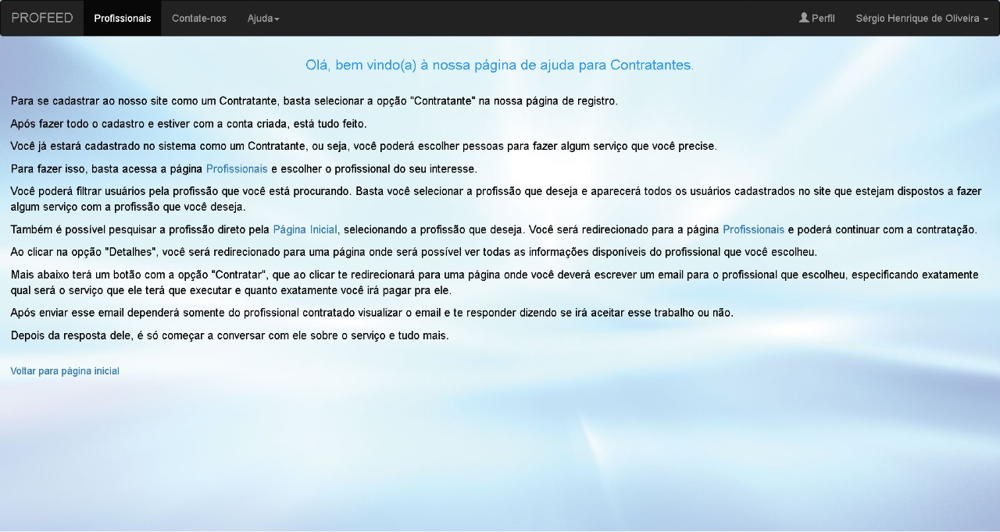 PROFEED Profissionais Contate-nos Ajuda Perfil Sérgio Henrique de Oliveira
Olá, bem vindo(a) à nossa página de ajuda para Contratantes.
Para se cadastrar ao nosso site como um Contratante, basta selecionar a opção "Contratante" na nossa página de registro.
Após fazer todo o cadastro e estiver com a conta criada, está tudo feito.
Você já estará cadastrado no sistema como um Contratante, ou seja, você poderá escolher pessoas para fazer algum serviço que você precise.
Para fazer isso, basta acessa a página Profissionais e escolher o profissional do seu interesse.
Você poderá filtrar usuários pela profissão que você está procurando. Basta você selecionar a profissão que deseja e aparecerá todos os usuários cadastrados no site que estejam dispostos a fazer
algum serviço com a profissão que você deseja.
Também é possível pesquisar a profissão direto pela Página Inicial, selecionando a profissão que deseja. Você será redirecionado para a página Profissionais e poderá continuar com a contratação.
Ao clicar na opção "Detalhes", você será redirecionado para uma página onde será possível ver todas as informações disponíveis do profissional que você escolheu.
Mais abaixo terá um botão com a opção "Contratar", que ao clicar te redirecionará para uma página onde você deverá escrever um email para o profissional que escolheu, especificando exatamente
qual será o serviço que ele terá que executar e quanto exatamente você irá pagar pra ele.
Após enviar esse email dependerá somente do profissional contratado visualizar o email e te responder dizendo se irá aceitar esse trabalho ou não.
Depois da resposta dele, é só começar a conversar com ele sobre o serviço e tudo mais.
Voltar para página inicial